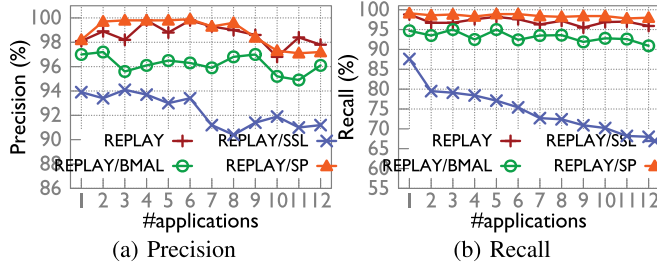 Precision (%)
100
98
96
94
92
90
88
86
REPLAY
REPLAY/SSL
REPLAY/BMAL
REPLAY/SP
1 2 3 4 5 6 7 8 9 10 11 12
#applications
(a) Precision
Recall (%)
100
95
90
85
80
75
70
65
60
55
REPLAY
REPLAY/SSL
REPLAY/BMAL
REPLAY/SP
1 2 3 4 5 6 7 8 9 10 11 12
#applications
(b) Recall